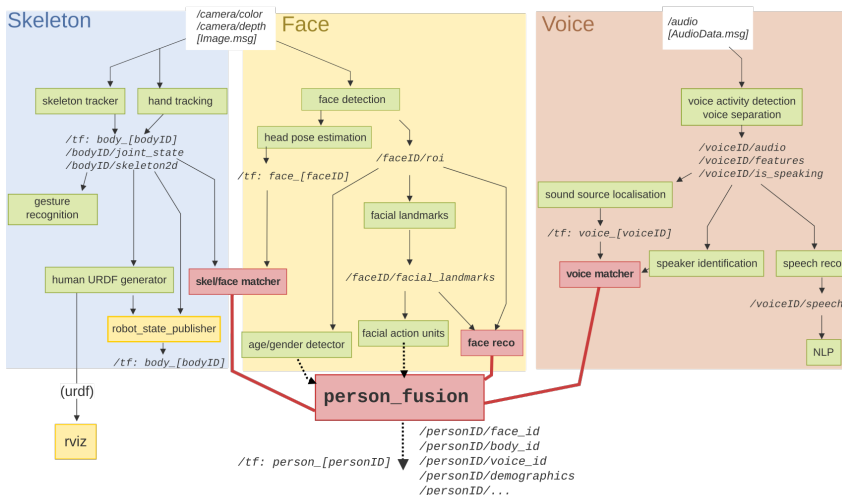 Skeleton
/camera/color
/camera/depth
[Image.msg]
Face
Voice
/audio
[AudioData.msg]
skeleton tracker
hand tracking
face detection
voice activity detection
voice separation
/tf: body_[bodyID]
/bodyID/joint_state
/bodyID/skeleton2d
head pose estimation
/faceID/roi
/voiceID/audio
/voiceID/features
/voiceID/is_speaking
/tf: face_[faceID]
gesture
recognition
facial landmarks
sound source localisation
/tf: voice_[voiceID]
human URDF generator
skel/face matcher
/faceID/facial_landmarks
voice matcher
speaker identification
speech reco
/voiceID/speech
robot_state_publisher
age/gender detector
facial action units
face reco
NLP
/tf: body_[bodyID]
(urdf)
rviz
person_fusion
/tf: person_[personID]
/personID/face_id
/personID/body_id
/personID/voice_id
/personID/demographics
/personID/...